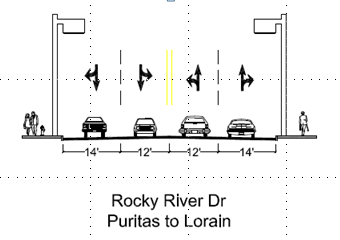 14' 12' 12' 14'
Rocky River Dr
Puritas to Lorain